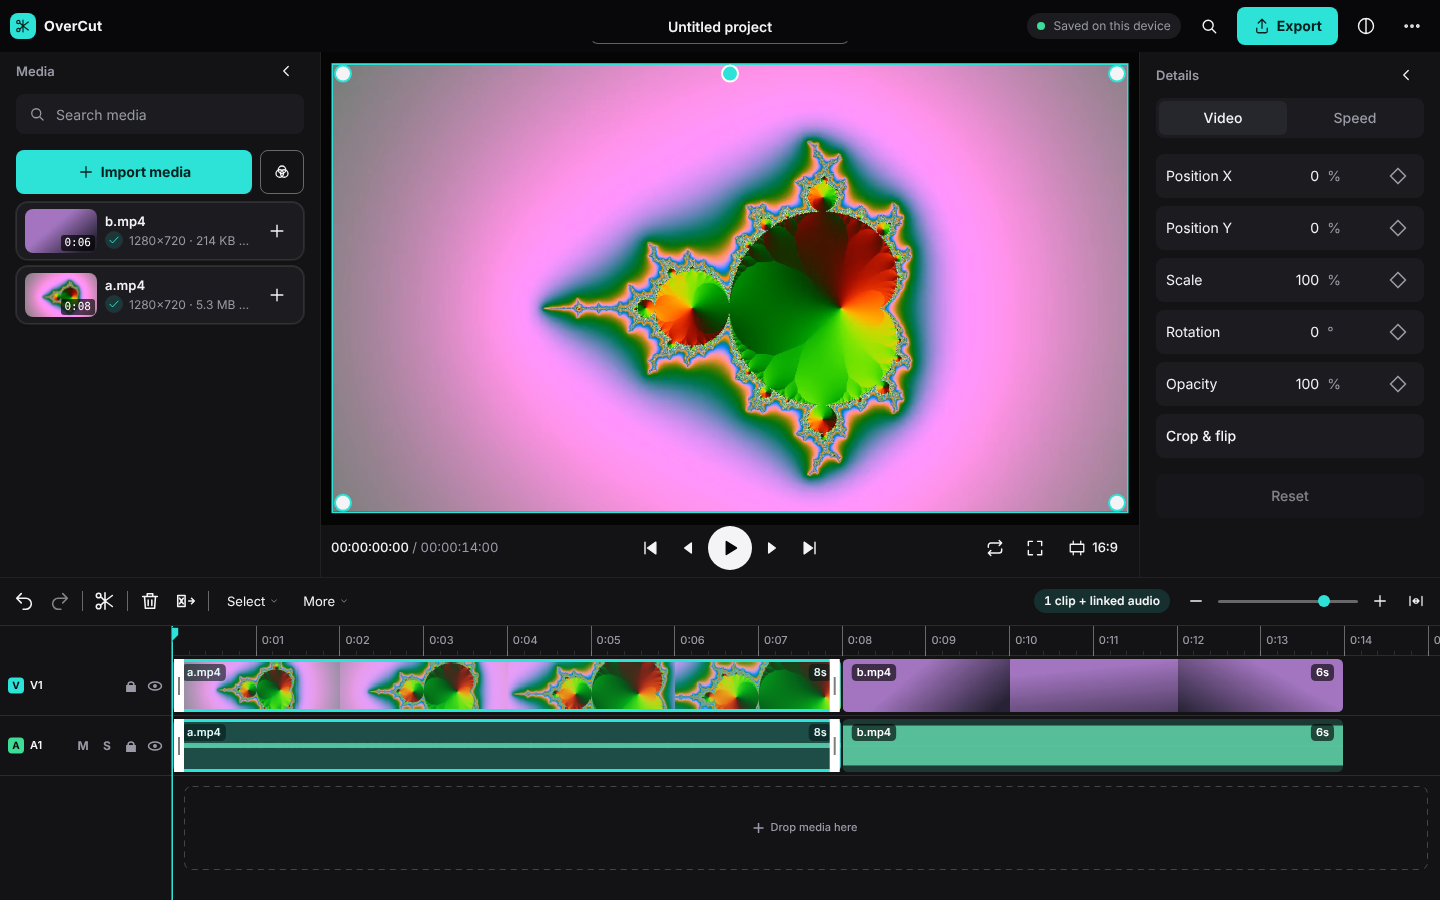 OverCut
Untitled project
Saved on this device
Export
Media
Search media
Import media
b.mp4
0:06
1280×720 · 214 KB ...
a.mp4
0:08
1280×720 · 5.3 MB ...
Details
Video
Speed
Position X 0 %
Position Y 0 %
Scale 100 %
Rotation 0 °
Opacity 100 %
Crop & flip
Reset
00:00:00:00 / 00:00:14:00
16:9
Select
More
1 clip + linked audio
0:01 0:02 0:03 0:04 0:05 0:06 0:07 0:08 0:09 0:10 0:11 0:12 0:13 0:14
V V1
a.mp4 8s b.mp4 6s
A A1 M S
a.mp4 8s b.mp4 6s
Drop media here